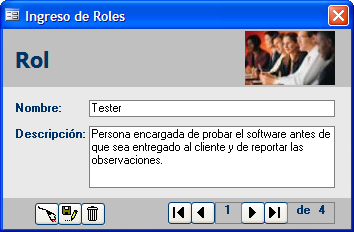 Ingreso de Roles
Rol
Nombre: Tester
Descripción: Persona encargada de probar el software antes de
que sea entregado al cliente y de reportar las
observaciones.
1 de 4